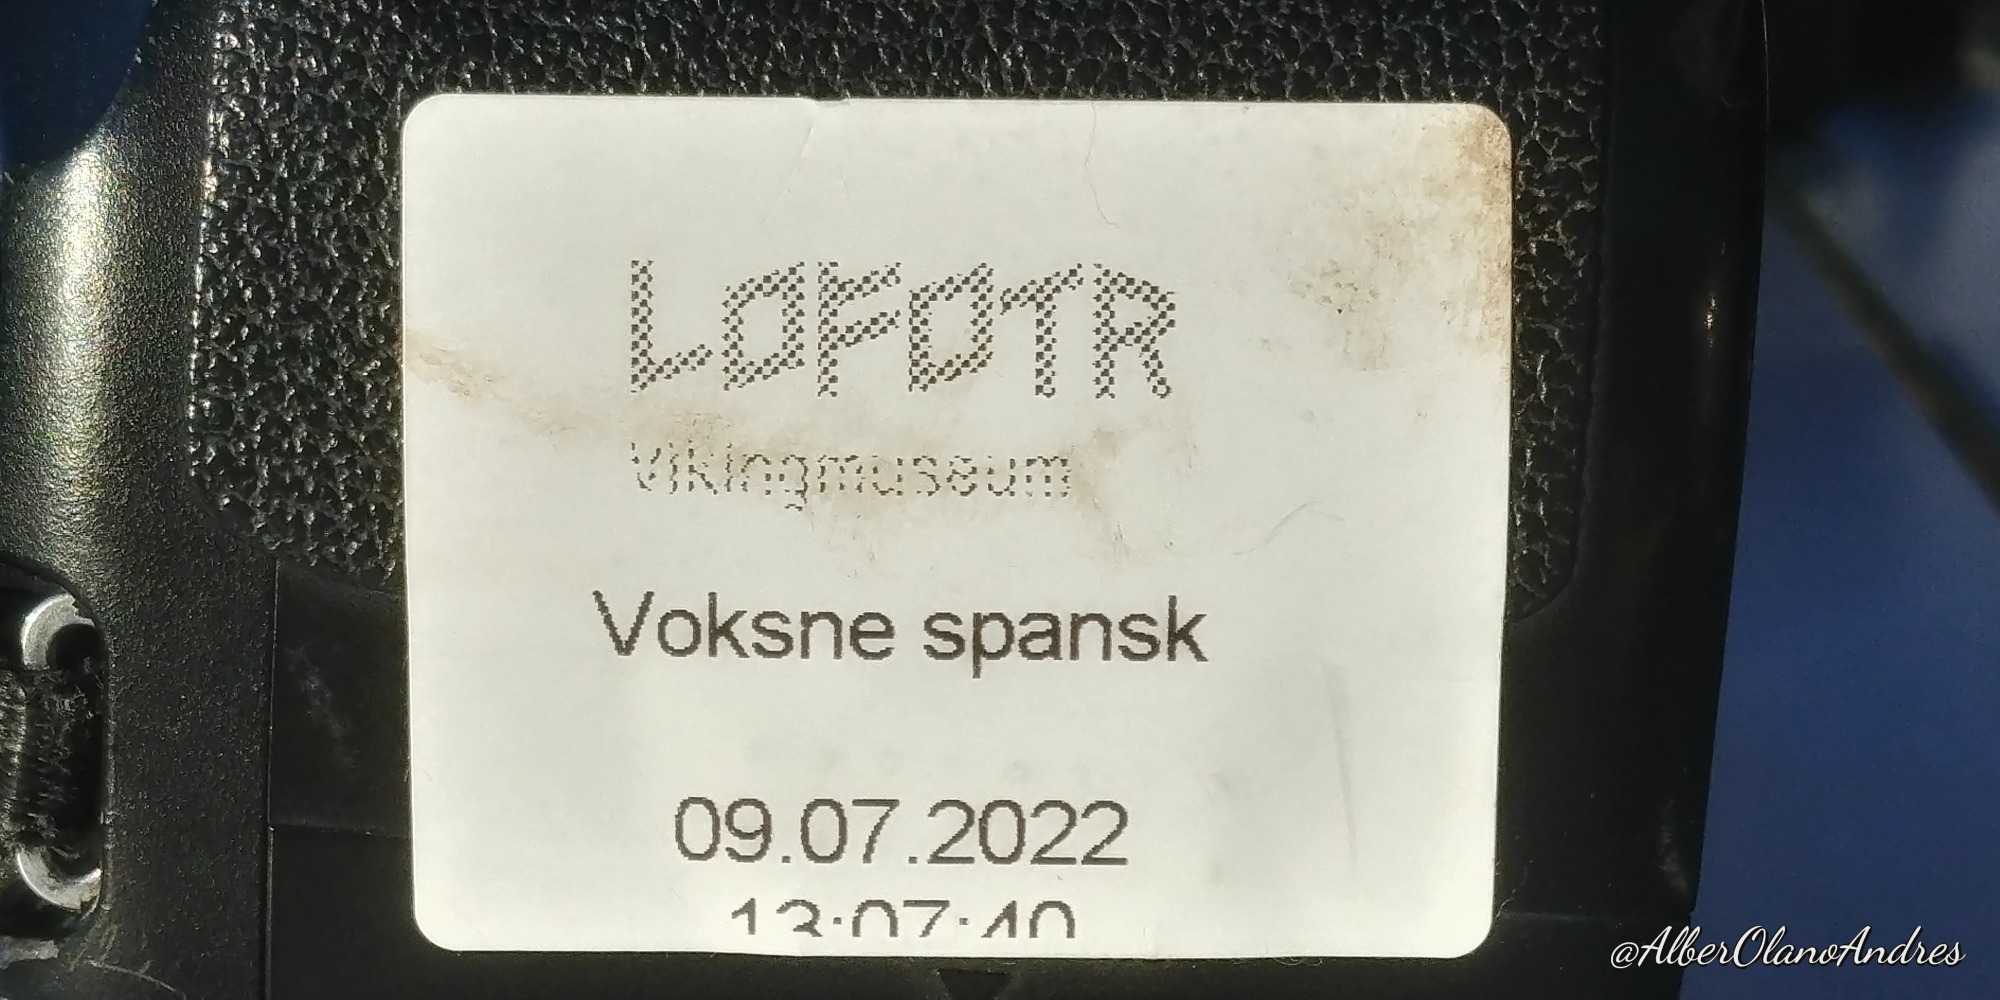 LOFOTR
Vikingmuseum
Voksne spansk
09.07.2022
13:07:40
@AlberOlanoAndres